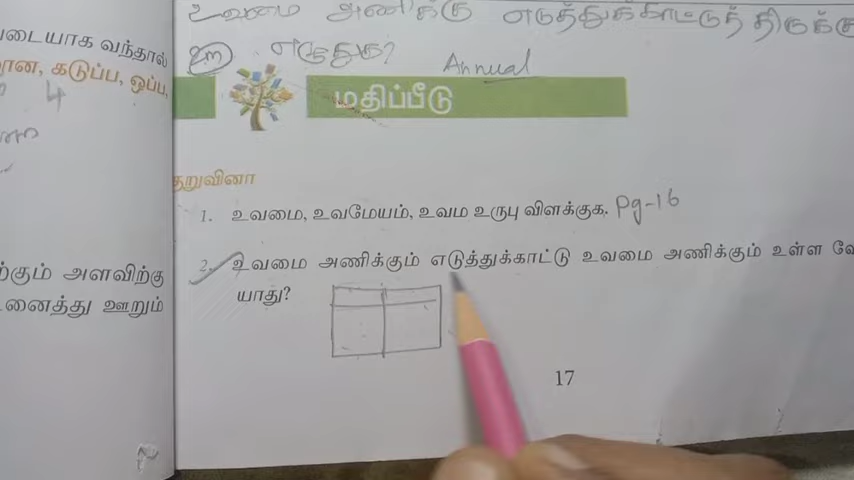 உவமை அணிக்கு எடுத்துக்காட்டுத் திருக்கு
எழுதுக?
Annual
மதிப்பீடு
டையாக வந்தால்
கடுப்ப, ஒப்ப,
4
குறுவினா
1. உவமை, உவமேயம், உவம உருபு விளக்குக. Pg-16
2. உவமை அணிக்கும் எடுத்துக்காட்டு உவமை அணிக்கும் உள்ள வே
யாது?
ற்கும் அளவிற்கு
னைத்து ஊறும்
17